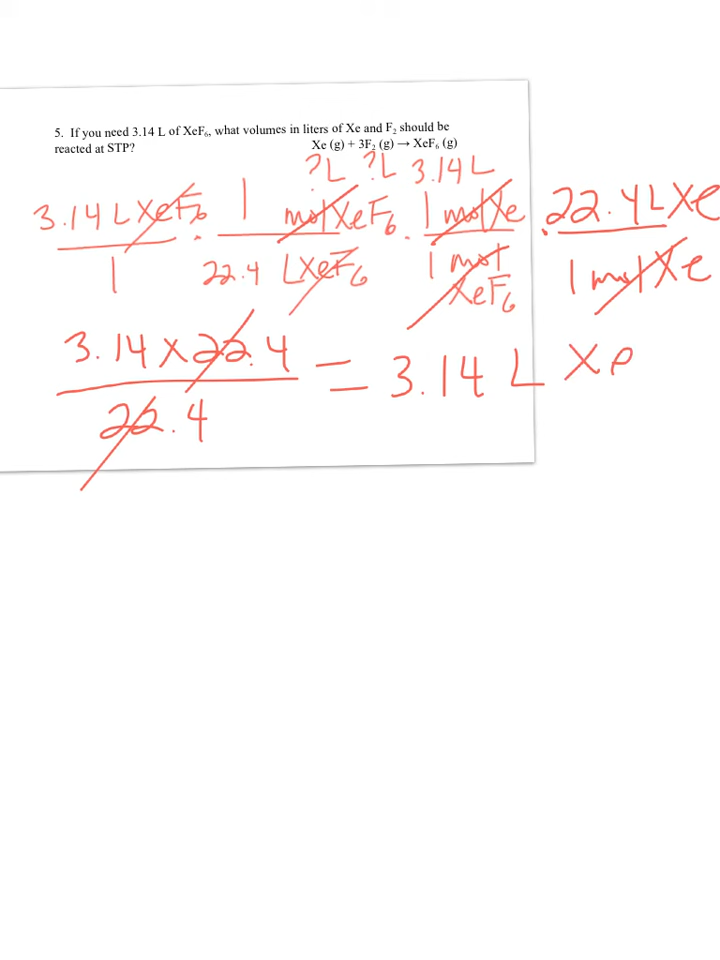 5. If you need 3.14 L of XeF₆, what volumes in liters of Xe and F₂ should be
reacted at STP? Xe (g) + 3F₂ (g) → XeF₆ (g)
?L ?L 3.14 L
3.14 L XeF₆ 1 mol XeF₆ . 1 mol Xe . 22.4 L Xe
1 22.4 L XeF₆ 1 mol XeF₆ 1 mol Xe
3.14 x 22.4 = 3.14 L Xe
22.4